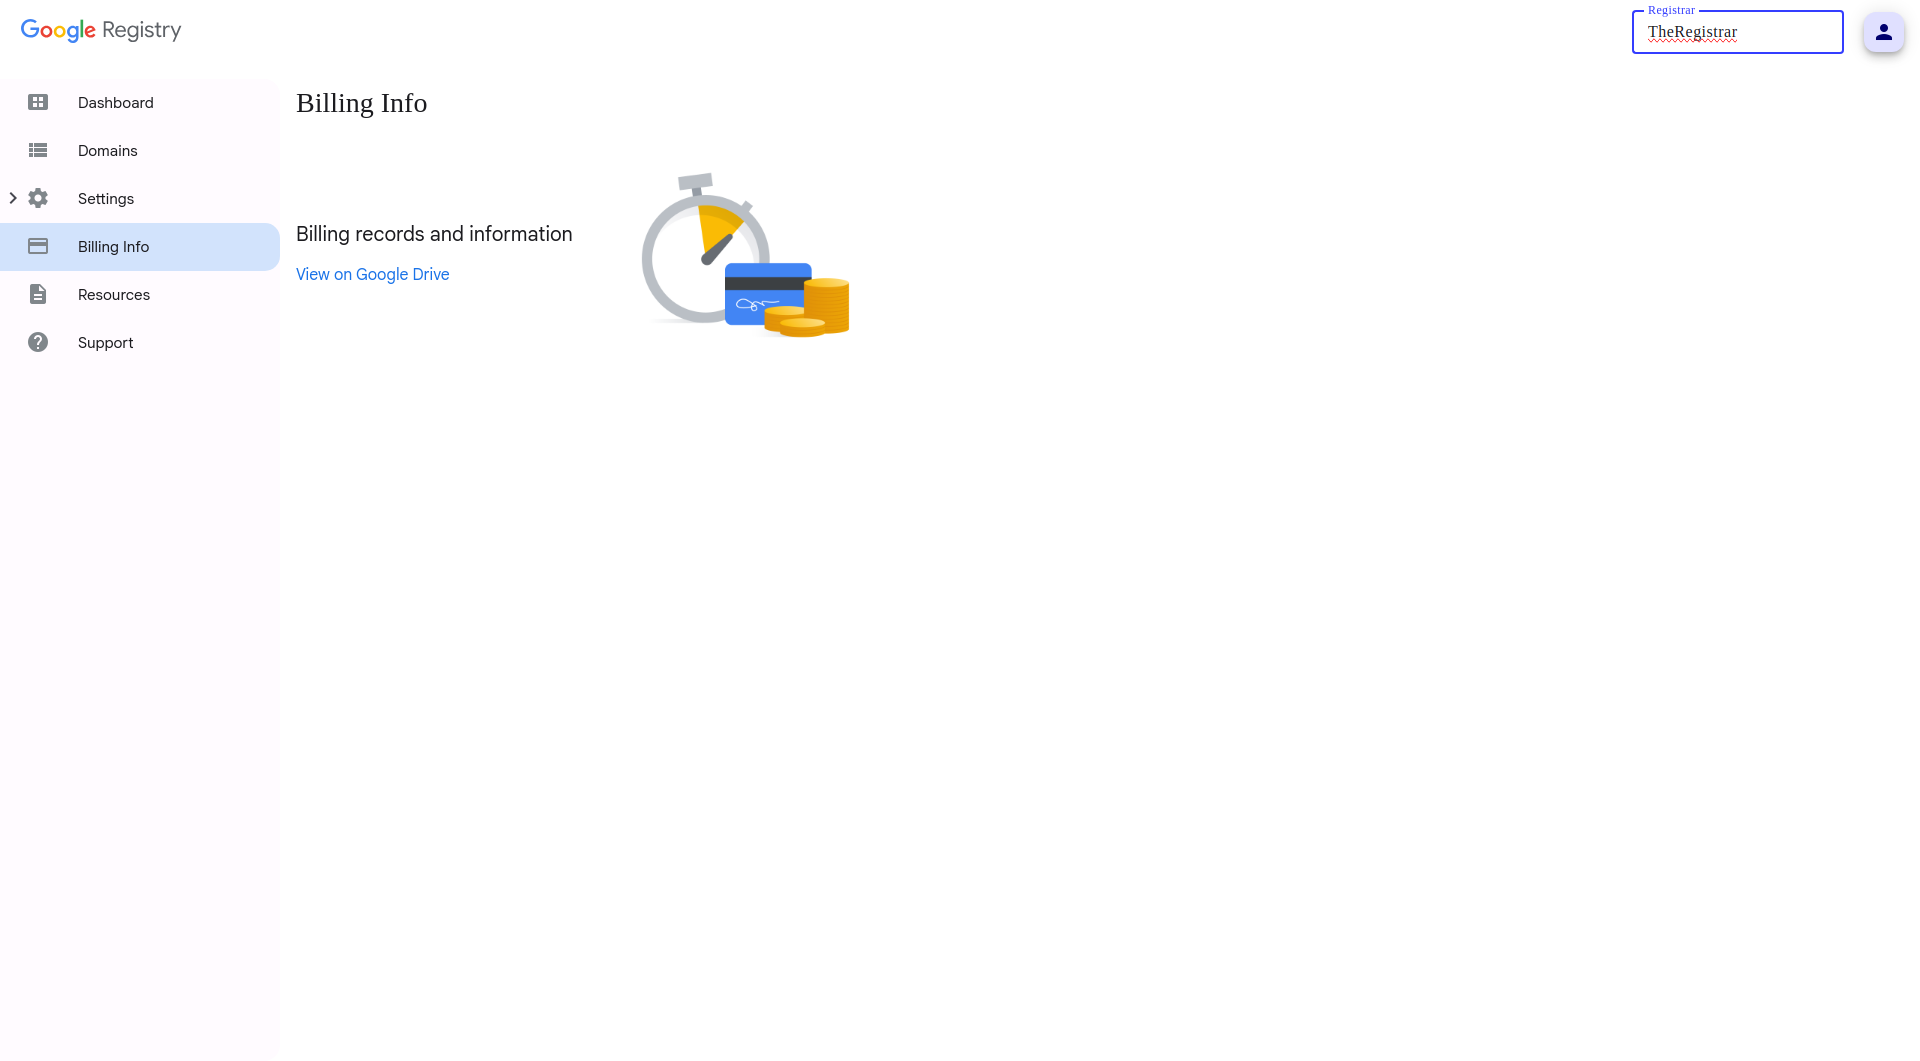 Google Registry
Registrar
TheRegistrar
Dashboard
Domains
Settings
Billing Info
Resources
Support
Billing Info
Billing records and information
View on Google Drive